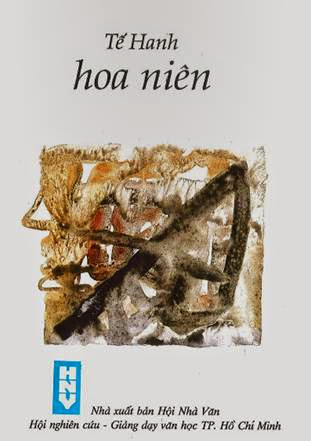 Tế Hanh
hoa niên
HNV
Nhà xuất bản Hội Nhà Văn
Hội nghiên cứu - Giảng dạy văn học TP. Hồ Chí Minh